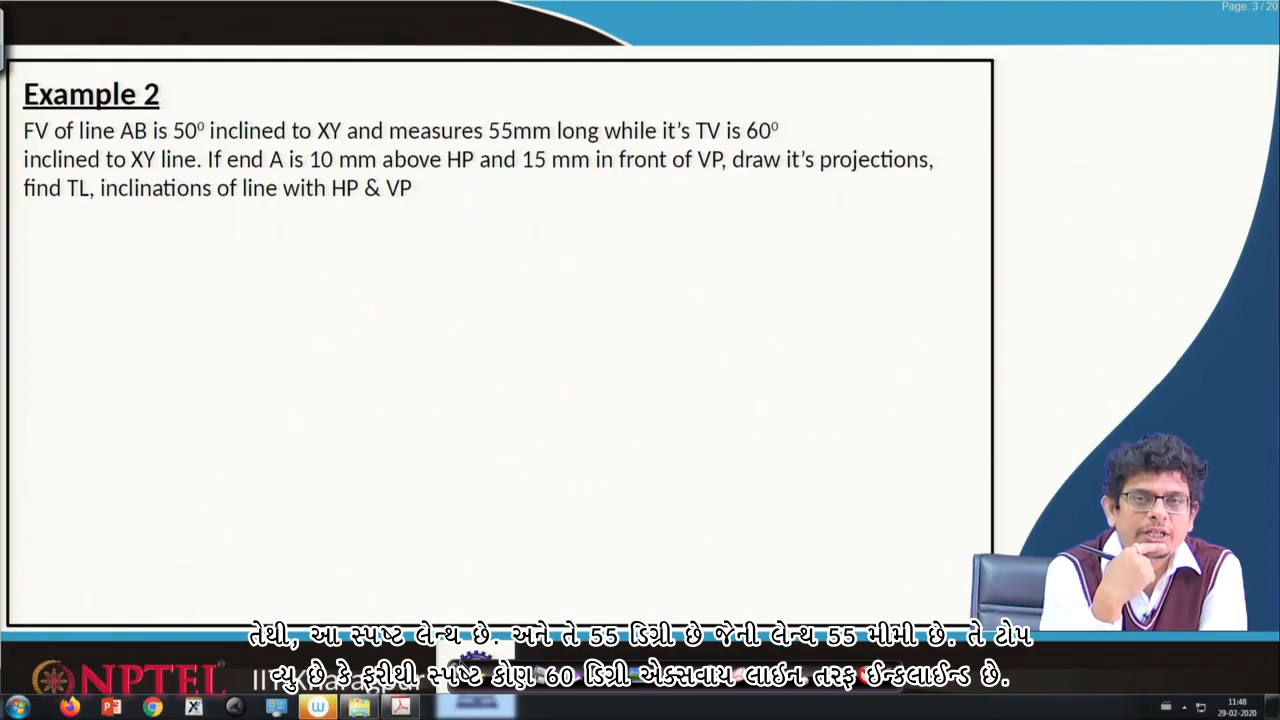 Page: 3 / 20
Example 2
FV of line AB is 50⁰ inclined to XY and measures 55mm long while it's TV is 60⁰
inclined to XY line. If end A is 10 mm above HP and 15 mm in front of VP, draw it's projections,
find TL, inclinations of line with HP & VP
તેથી, આ સ્પષ્ટ લેન્થ છે. અને તે 55 ડિગ્રી છે જેની લેન્થ 55 મીમી છે. તે ટોપ
વ્યુ છે કે ફરીથી સ્પષ્ટ કોણ 60 ડિગ્રી એક્સવાય લાઈન તરફ ઈન્કલાઈન્ડ છે.
NPTEL
11:48
29-02-2020